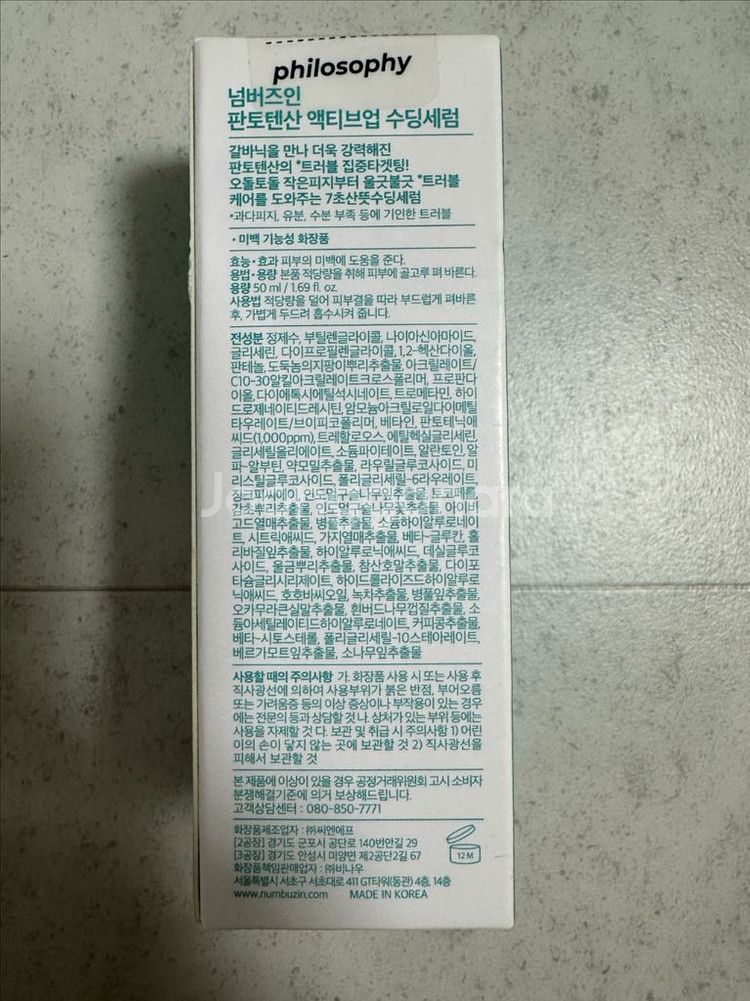 philosophy
넘버즈인
판토텐산 액티브업 수딩세럼
갈바닉을 만나 더욱 강력해진
판토텐산의 *트러블 집중타겟팅!
오돌토돌 작은피지부터 울긋불긋 *트러블
케어를 도와주는 7초산뜻수딩세럼
*과다피지, 유분, 수분 부족 등에 기인한 트러블
· 미백 기능성 화장품
효능·효과 피부의 미백에 도움을 준다.
용법·용량 본품 적당량을 취해 피부에 골고루 펴 바른다.
용량 50 ml / 1.69 fl. oz.
사용법 적당량을 덜어 피부결을 따라 부드럽게 펴바른
후, 가볍게 두드려 흡수시켜 줍니다.
전성분 정제수, 부틸렌글라이콜, 나이아신아마이드,
글리세린, 다이프로필렌글라이콜, 1,2-헥산다이올,
판테놀, 도둑놈의지팡이뿌리추출물, 아크릴레이트/
C10-30알킬아크릴레이트크로스폴리머, 프로판다
이올, 다이에톡시에틸석시네이트, 트로메타민, 하이
드로제네이티드레시틴, 암모늄아크릴로일다이메틸
타우레이트/브이피코폴리머, 베타인, 판토테닉애
씨드(1,000ppm), 트레할로오스, 에틸헥실글리세린,
글리세릴올리에이트, 소듐파이테이트, 알란토인, 알
파-알부틴, 약모밀추출물, 라우릴글루코사이드, 미
리스틸글루코사이드, 폴리글리세릴-6라우레이트,
징크피씨에이, 인도멀구슬나무잎추출물, 토코페롤,
감초뿌리추출물, 인도멀구슬나무꽃추출물, 아이비
고드열매추출물, 병풀추출물, 소듐하이알루로네이
트, 시트릭애씨드, 가지열매추출물, 베타-글루칸, 홀
리바질잎추출물, 하이알루로닉애씨드, 데실글루코
사이드, 울금뿌리추출물, 참산호말추출물, 다이포
타슘글리시리제이트, 하이드롤라이즈드하이알루로
닉애씨드, 호호바씨오일, 녹차추출물, 병풀잎추출물,
오카무라큰실말추출물, 흰버드나무껍질추출물, 소
듐아세틸레이티드하이알루로네이트, 커피콩추출물,
베타-시토스테롤, 폴리글리세릴-10스테아레이트,
베르가모트잎추출물, 소나무잎추출물
사용할 때의 주의사항 가. 화장품 사용 시 또는 사용 후
직사광선에 의하여 사용부위가 붉은 반점, 부어오름
또는 가려움증 등의 이상 증상이나 부작용이 있는 경우
에는 전문의 등과 상담할 것 나. 상처가 있는 부위 등에는
사용을 자제할 것 다. 보관 및 취급 시 주의사항 1) 어린
이의 손이 닿지 않는 곳에 보관할 것 2) 직사광선을
피해서 보관할 것
본 제품에 이상이 있을 경우 공정거래위원회 고시 소비자
분쟁해결기준에 의거 보상해드립니다.
고객상담센터 : 080-850-7771
화장품제조업자 : ㈜씨엔에프
[2공장] 경기도 군포시 공단로 140번안길 29
[3공장] 경기도 안성시 미양면 제2공단2길 67
화장품책임판매업자 : ㈜비나우
서울특별시 서초구 서초대로 411 GT타워(동관) 4층, 14층
www.numbuzin.com MADE IN KOREA
12 M